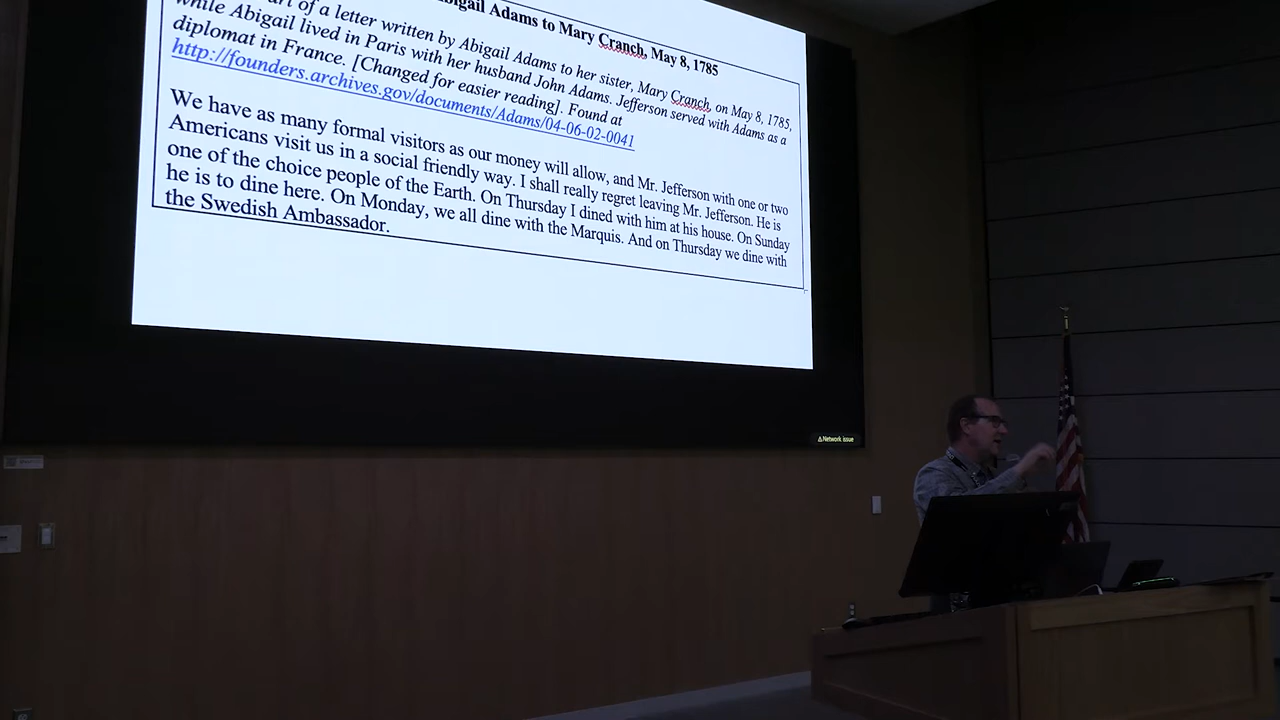 Abigail Adams to Mary Cranch, May 8, 1785
of a letter written by Abigail Adams to her sister, Mary Cranch, on May 8, 1785,
while Abigail lived in Paris with her husband John Adams. Jefferson served with Adams as a
diplomat in France. [Changed for easier reading]. Found at
http://founders.archives.gov/documents/Adams/04-06-02-0041
We have as many formal visitors as our money will allow, and Mr. Jefferson with one or two
Americans visit us in a social friendly way. I shall really regret leaving Mr. Jefferson. He is
one of the choice people of the Earth. On Thursday I dined with him at his house. On Sunday
he is to dine here. On Monday, we all dine with the Marquis. And on Thursday we dine with
the Swedish Ambassador.
Network issue